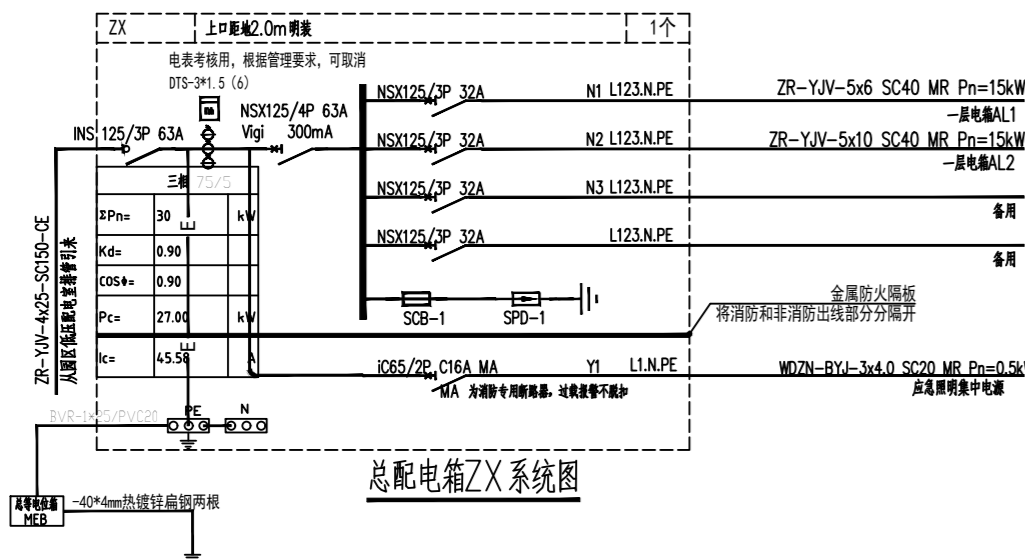 ZX 上口距地2.0m明装 1个
电表考核用，根据管理要求，可取消
DTS-3*1.5 (6)
INS 125/3P 63A
NSX125/4P 63A
Vigi 300mA
NSX125/3P 32A N1 L123.N.PE ZR-YJV-5x6 SC40 MR Pn=15kW
一层电箱AL1
NSX125/3P 32A N2 L123.N.PE ZR-YJV-5x10 SC40 MR Pn=15kW
一层电箱AL2
NSX125/3P 32A N3 L123.N.PE
备用
NSX125/3P 32A L123.N.PE
备用
三相 75/5
ΣPn= 30 kW
Kd= 0.90
COSΦ= 0.90
Pc= 27.00 kW
Ic= 45.58 A
ZR-YJV-4x25-SC150-CE
从园区低压配电室排管引来
SCB-1 SPD-1
金属防火隔板
将消防和非消防出线部分分隔开
iC65/2P C16A MA Y1 L1.N.PE WDZN-BYJ-3x4.0 SC20 MR Pn=0.5kW
MA 为消防专用断路器，过载报警不脱扣
应急照明集中电源
BVR-1x25/PVC20 PE N
总配电箱ZX系统图
总等电位箱
MEB
-40*4mm热镀锌扁钢两根